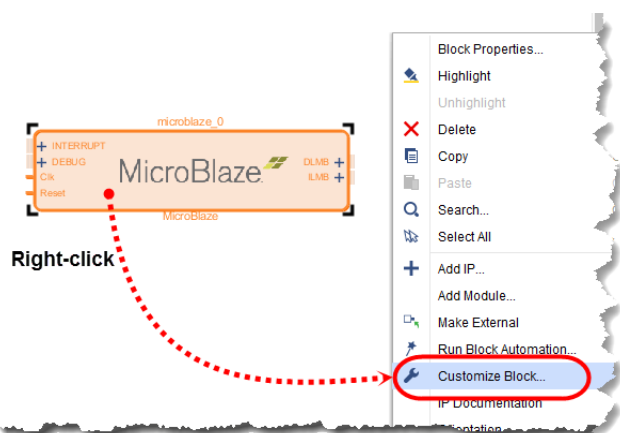 microblaze_0
INTERRUPT
DEBUG
Clk
Reset
MicroBlaze
DLMB
ILMB
MicroBlaze
Right-click
Block Properties...
Highlight
Unhighlight
Delete
Copy
Paste
Search...
Select All
Add IP...
Add Module...
Make External
Run Block Automation...
Customize Block...
IP Documentation
Orientation